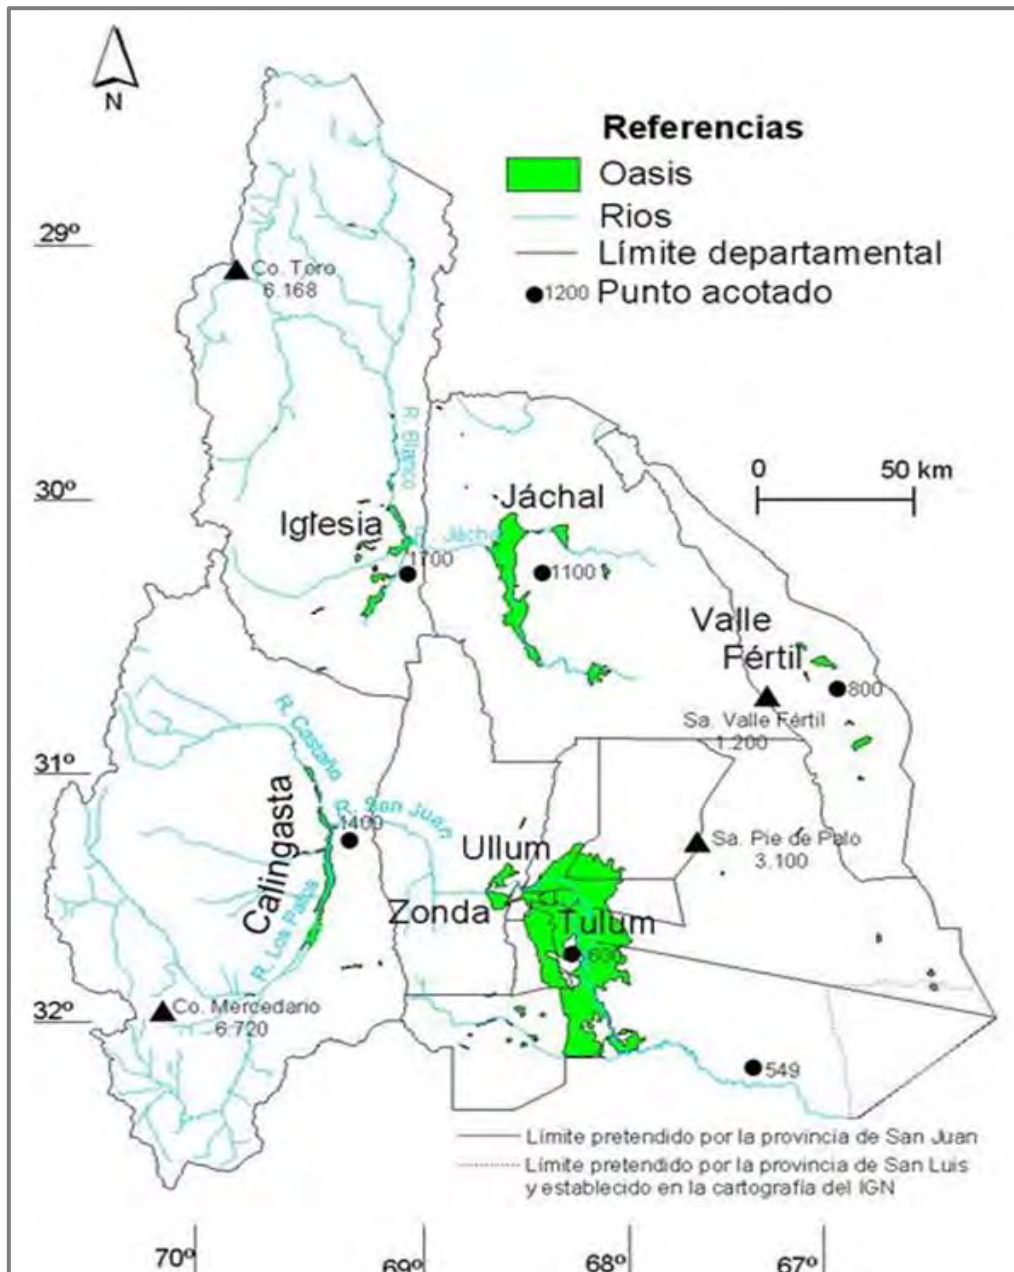 N
Referencias
Oasis
Rios
Límite departamental
1200 Punto acotado
29º
Co. Toro
6.168
R. Blanco
0 50 km
30º
Iglesia
Jáchal
R. Jácha
1700
1100
Valle
Fértil
800
Sa. Valle Fértil
1.200
31º
R. Castaño
Calingasta
R. San Juan
1400
R. Los Patos
Ullum
Zonda
Tulum
600
Sa. Pie de Palo
3.100
32º
Co. Mercedario
6.720
549
Límite pretendido por la provincia de San Juan
Límite pretendido por la provincia de San Luis
y establecido en la cartografía del IGN
70º 69º 68º 67º